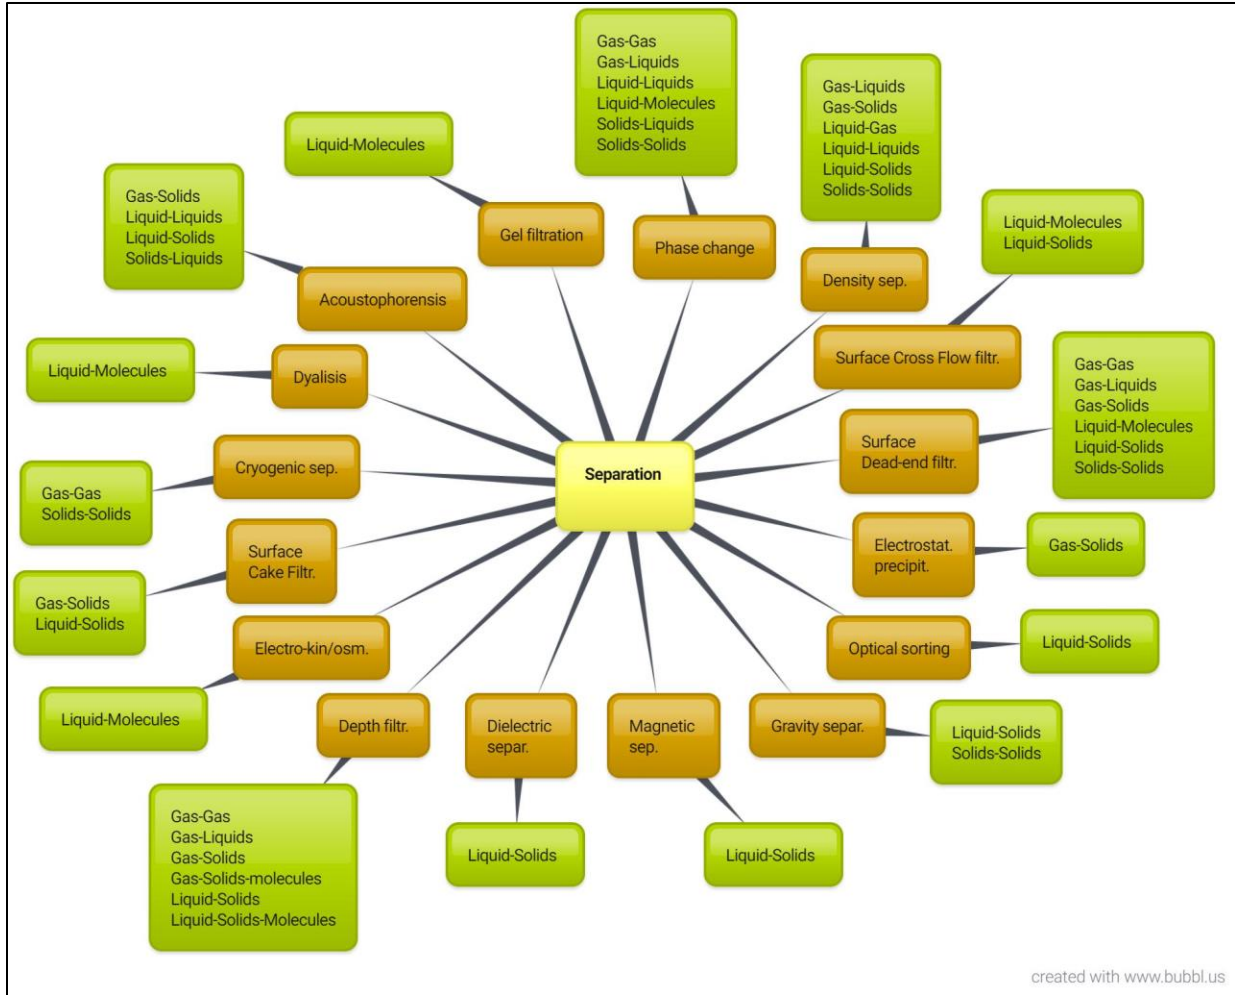 Gas-Gas
Gas-Liquids
Liquid-Liquids
Liquid-Molecules
Solids-Liquids
Solids-Solids
Phase change
Gas-Liquids
Gas-Solids
Liquid-Gas
Liquid-Liquids
Liquid-Solids
Solids-Solids
Density sep.
Liquid-Molecules
Liquid-Solids
Surface Cross Flow filtr.
Gas-Gas
Gas-Liquids
Gas-Solids
Liquid-Molecules
Liquid-Solids
Solids-Solids
Surface
Dead-end filtr.
Electrostat.
precipit.
Gas-Solids
Optical sorting
Liquid-Solids
Gravity separ.
Liquid-Solids
Solids-Solids
Magnetic
sep.
Liquid-Solids
Dielectric
separ.
Liquid-Solids
Depth filtr.
Gas-Gas
Gas-Liquids
Gas-Solids
Gas-Solids-molecules
Liquid-Solids
Liquid-Solids-Molecules
Electro-kin/osm.
Liquid-Molecules
Surface
Cake Filtr.
Gas-Solids
Liquid-Solids
Cryogenic sep.
Gas-Gas
Solids-Solids
Dyalisis
Liquid-Molecules
Acoustophorensis
Gas-Solids
Liquid-Liquids
Liquid-Solids
Solids-Liquids
Gel filtration
Liquid-Molecules
Separation
created with www.bubbl.us